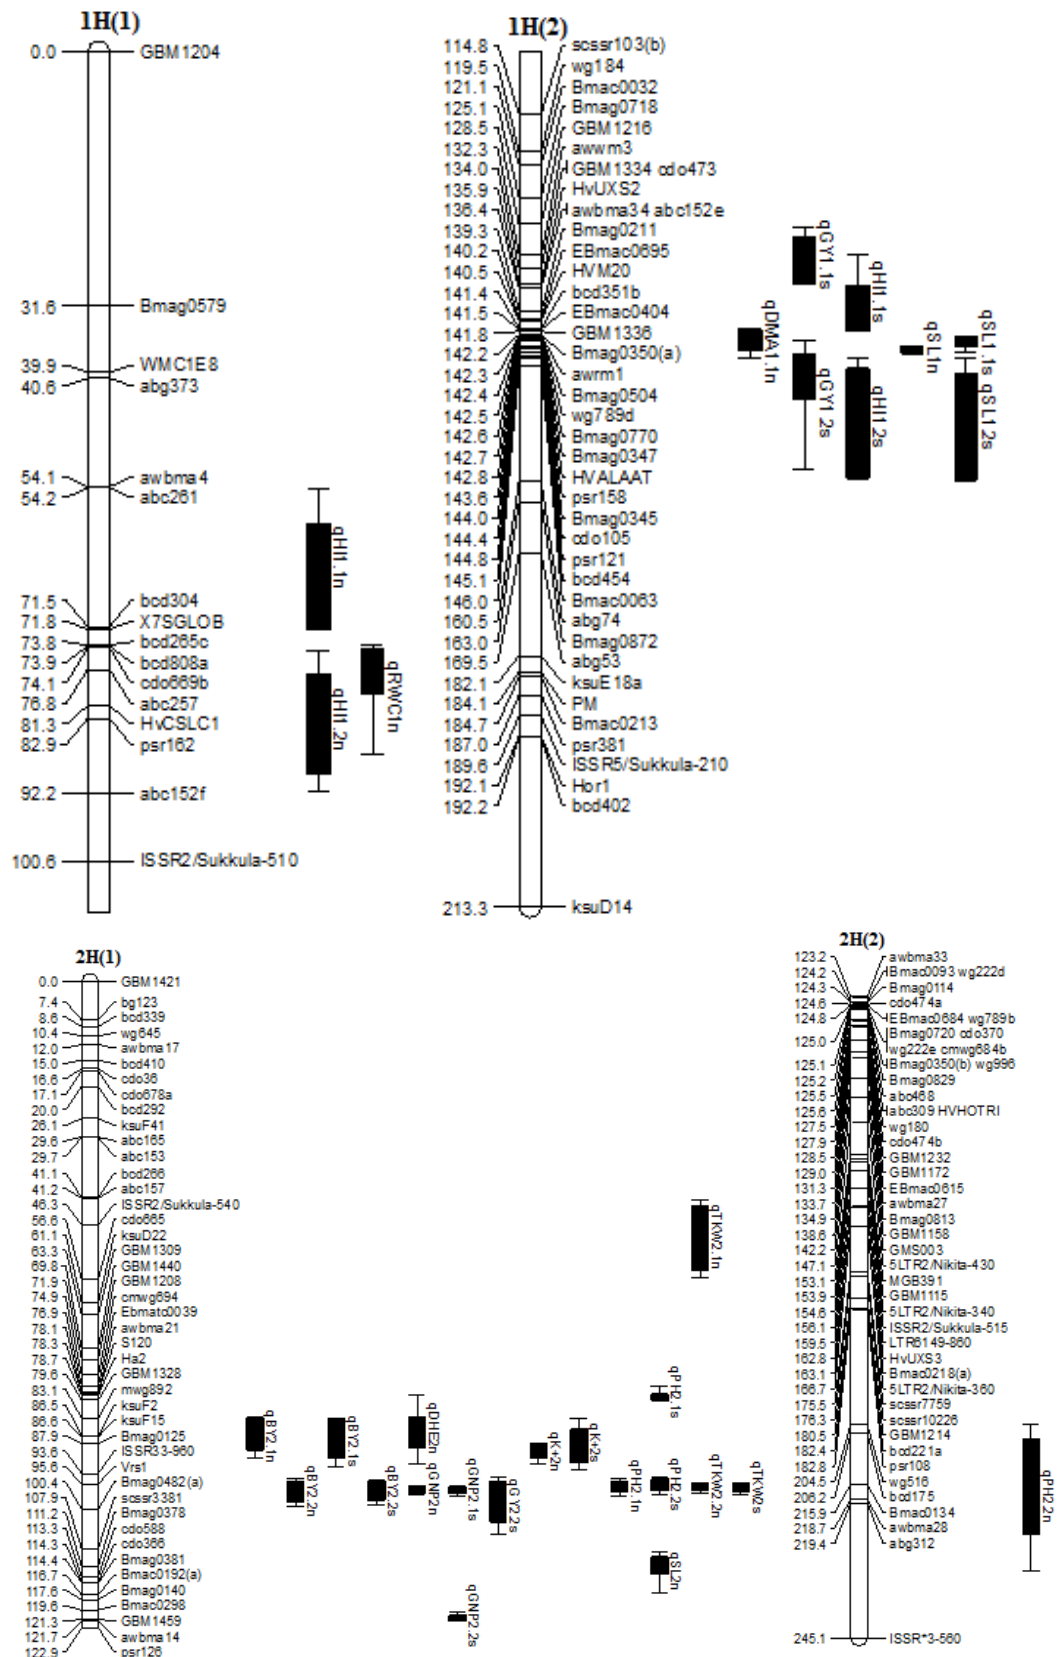 1H(1)
0.0 GBM1204
31.6 Bmag0579
39.9 WMC1E8
40.6 abg373
54.1 awbma4
54.2 abc261
71.5 bcd304
71.8 X7SGLOB
73.8 bcd265c
73.9 bcd808a
74.1 cdo669b
76.8 abc257
81.3 HvCSLC1
82.9 psr162
92.2 abc152f
100.6 ISSR2/Sukkula-510
qHI1.1n
qHI1.2n
qRWC1n
1H(2)
114.8 scssr103(b)
119.5 wg184
121.1 Bmac0032
125.1 Bmag0718
128.5 GBM1216
132.3 awwm3
134.0 GBM1334 cdo473
135.9 HvUXS2
136.4 awbma34 abc152e
139.3 Bmag0211
140.2 EBmac0695
140.5 HVM20
141.4 bcd351b
141.5 EBmac0404
141.8 GBM1336
142.2 Bmag0350(a)
142.3 awrm1
142.4 Bmag0504
142.5 wg789d
142.6 Bmag0770
142.7 Bmag0347
142.8 HVALAAT
143.6 psr158
144.0 Bmag0345
144.4 cdo105
144.8 psr121
145.1 bcd454
146.0 Bmac0063
160.5 abg74
163.0 Bmag0872
169.5 abg53
182.1 ksuE18a
184.1 PM
184.7 Bmac0213
187.0 psr381
189.6 ISSR5/Sukkula-210
192.1 Hor1
192.2 bcd402
213.3 ksuD14
qDMA1.1n
qGY1.1s
qGY1.2s
qHI1.1s
qHI1.2s
qSL1n
qSL1.1s
qSL1.2s
2H(1)
0.0 GBM1421
7.4 bg123
8.6 bcd339
10.4 wg645
12.0 awbma17
15.0 bcd410
16.6 cdo36
17.1 cdo678a
20.0 bcd292
26.1 ksuF41
29.6 abc165
29.7 abc153
41.1 bcd266
41.2 abc157
46.3 ISSR2/Sukkula-540
56.6 cdo665
61.1 ksuD22
63.3 GBM1309
69.8 GBM1440
71.9 GBM1208
74.9 cmwg694
76.9 Ebmatc0039
78.1 awbma21
78.3 S120
78.7 Ha2
79.6 GBM1328
83.1 mwg892
86.5 ksuF2
86.6 ksuF15
87.9 Bmag0125
93.6 ISSR33-960
95.6 Vrs1
100.4 Bmag0482(a)
107.9 scssr3381
111.2 Bmag0378
113.3 cdo588
114.3 cdo366
114.4 Bmag0381
116.7 Bmac0192(a)
117.6 Bmag0140
119.6 Bmac0298
121.3 GBM1459
121.7 awbma14
122.9 psr126
qBY2.1n
qBY2.2n
qBY2.1s
qBY2.2s
qDHE2n
qGNP2n
qGNP2.1s
qGNP2.2s
qGY2.2s
qK+2n
qK+2s
qPH2.1n
qPH2.1s
qPH2.2s
qSL2n
qTKW2.1n
qTKW2.2n
qTKW2s
2H(2)
123.2 awbma33
124.2 Bmac0093 wg222d
124.3 Bmag0114
124.6 cdo474a
124.8 EBmac0684 wg789b
125.0 Bmag0720 cdo370
wg222e cmwg684b
125.1 Bmag0350(b) wg996
125.2 Bmag0829
125.5 abc468
125.6 abc309 HVHOTRI
127.5 wg180
127.9 cdo474b
128.5 GBM1232
129.0 GBM1172
131.3 EBmac0615
133.7 awbma27
134.9 Bmag0813
138.6 GBM1158
142.2 GMS003
147.1 5LTR2/Nikita-430
153.1 MGB391
153.9 GBM1115
154.6 5LTR2/Nikita-340
156.1 ISSR2/Sukkula-515
159.5 LTR6149-860
162.8 HvUXS3
163.1 Bmac0218(a)
166.7 5LTR2/Nikita-360
175.5 scssr7759
176.3 scssr10226
180.5 GBM1214
182.4 bcd221a
182.8 psr108
204.5 wg516
206.2 bcd175
215.9 Bmac0134
218.7 awbma28
219.4 abg312
245.1 ISSR*3-560
qPH2.2n